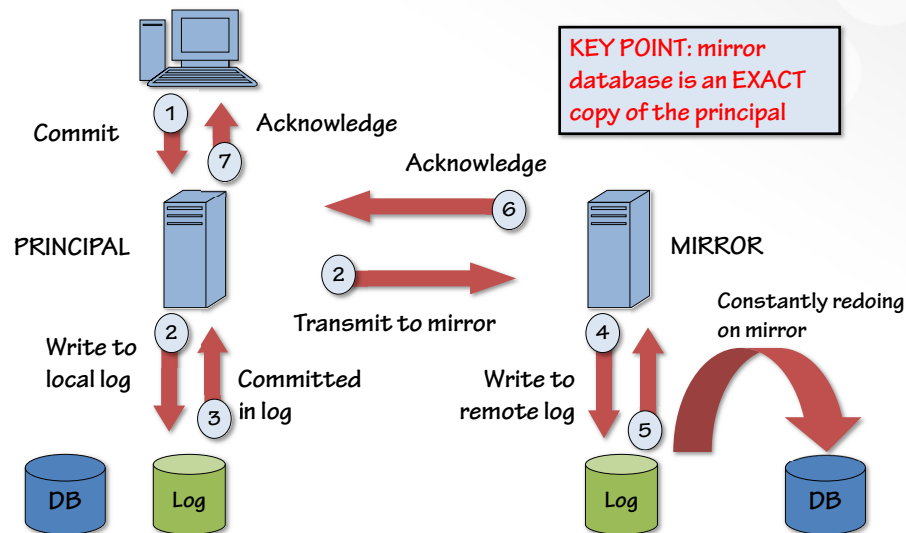 KEY POINT: mirror
database is an EXACT
copy of the principal
1
Commit
Acknowledge
7
Acknowledge
6
PRINCIPAL
MIRROR
2
Transmit to mirror
Constantly redoing
on mirror
2
Write to
local log
Committed
in log
3
4
Write to
remote log
5
DB
Log
Log
DB